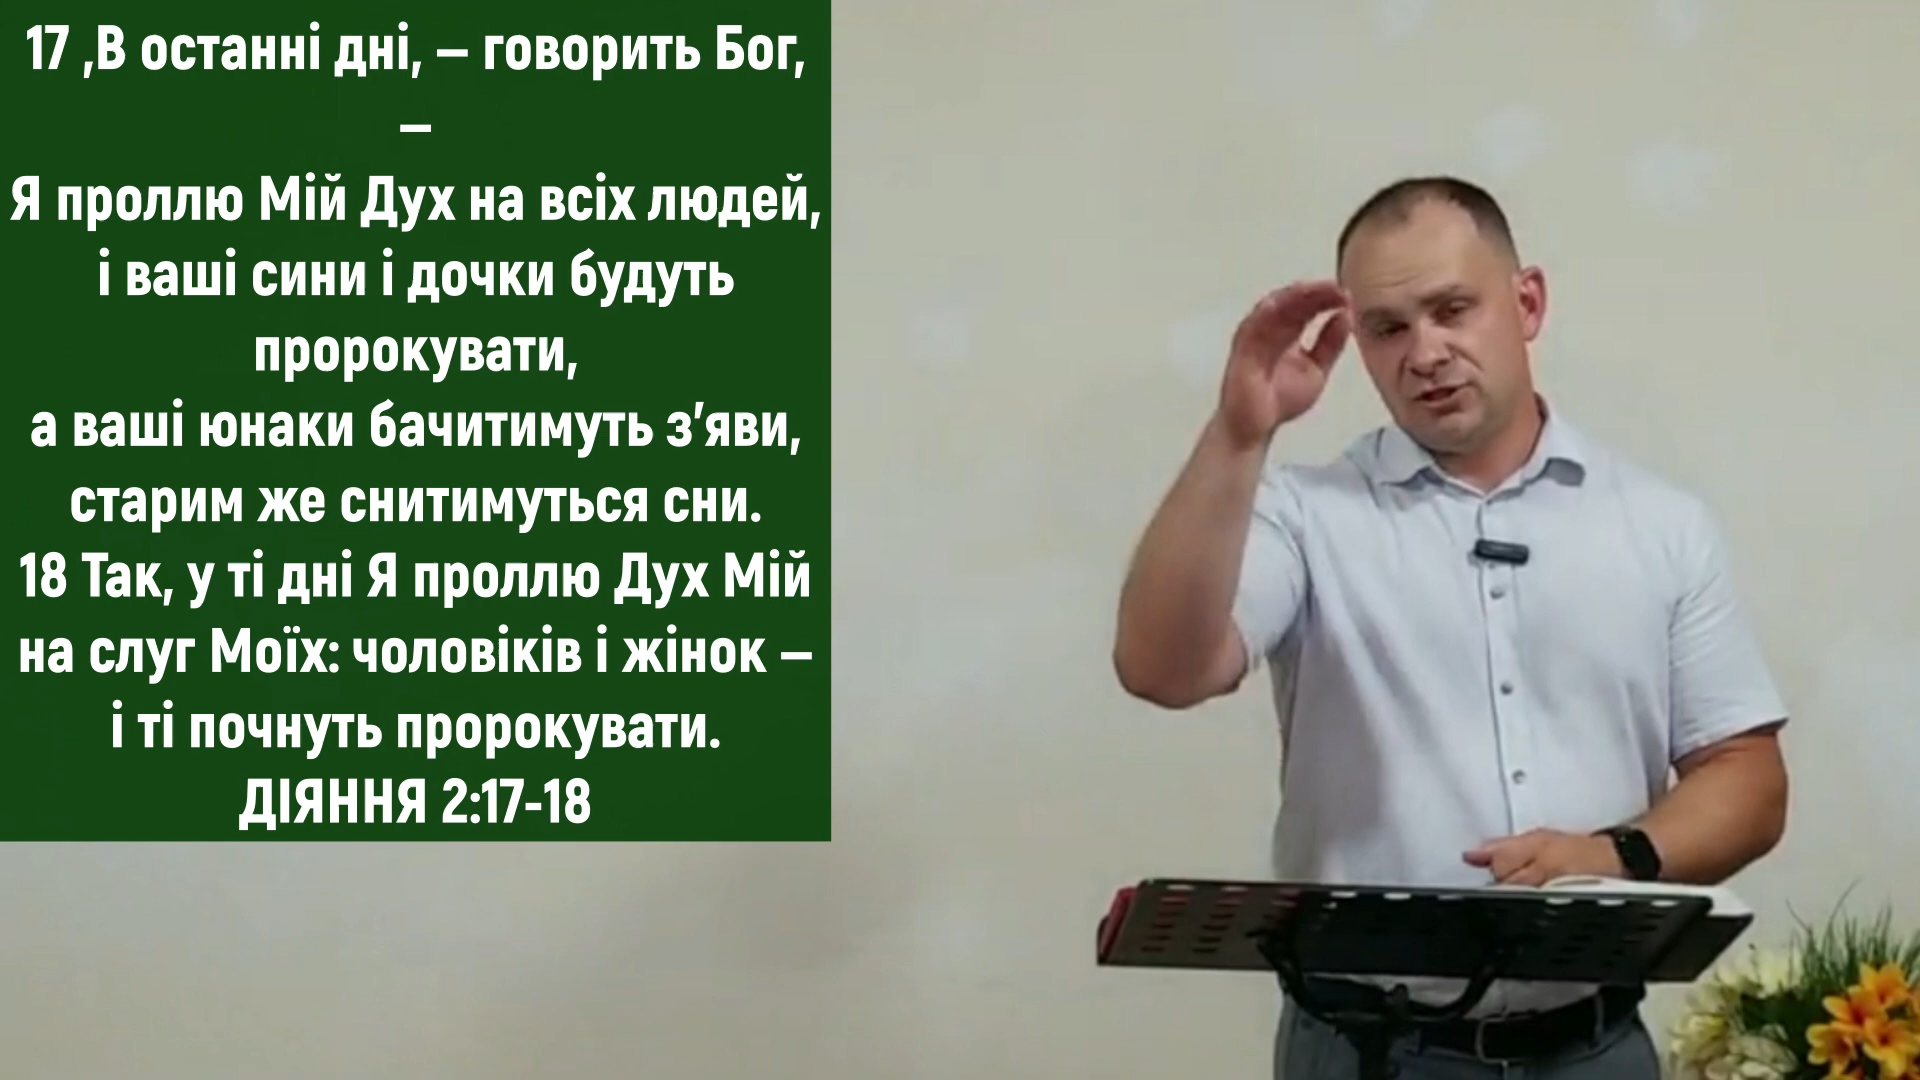 17 ,В останні дні, – говорить Бог,
–
Я проллю Мій Дух на всіх людей,
і ваші сини і дочки будуть
пророкувати,
а ваші юнаки бачитимуть з’яви,
старим же снитимуться сни.
18 Так, у ті дні Я проллю Дух Мій
на слуг Моїх: чоловіків і жінок –
і ті почнуть пророкувати.
ДІЯННЯ 2:17-18